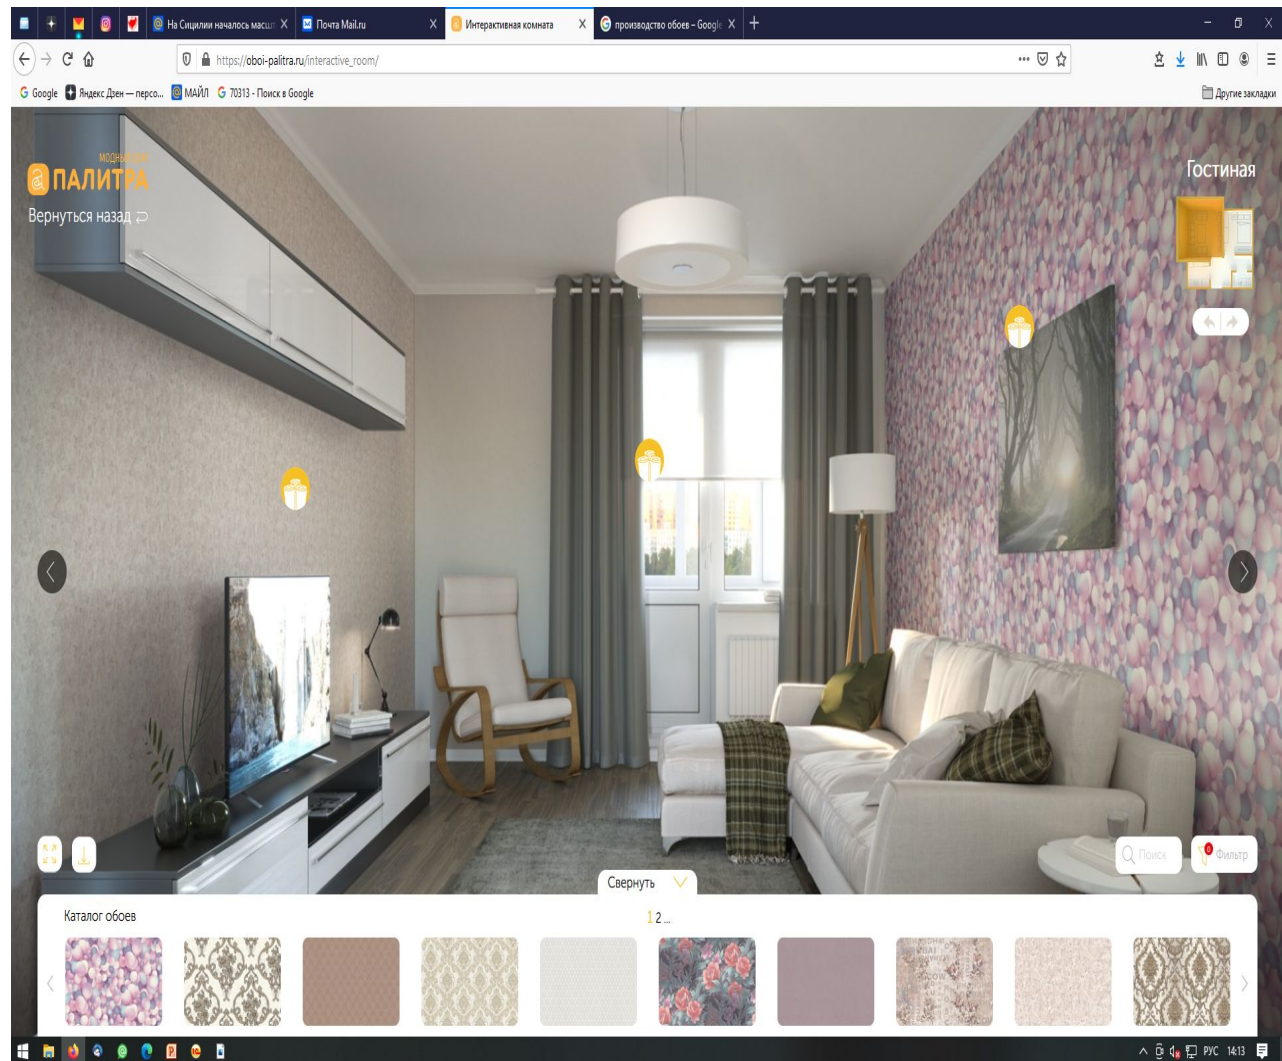 На Сицилии началось масшт
Почта Mail.ru
Интерактивная комната
производство обоев – Google
https://oboi-palitra.ru/interactive_room/
Google
Яндекс Дзен — персо...
МАЙЛ
70313 - Поиск в Google
Другие закладки
ПАЛИТРА
Вернуться назад
Гостиная
Поиск
0
Фильтр
Свернуть
Каталог обоев
1 2 ...
РУС
14:13